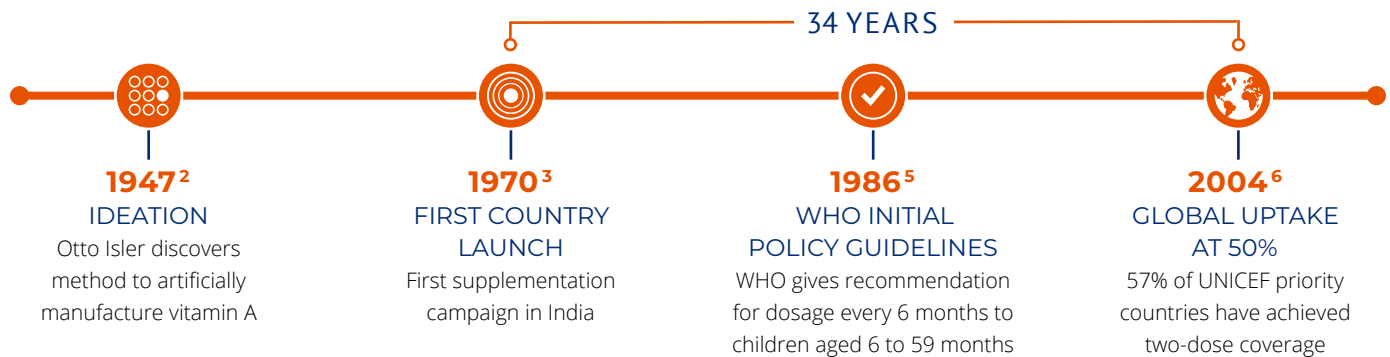 34 YEARS
1947²
IDEATION
Otto Isler discovers
method to artificially
manufacture vitamin A
1970³
FIRST COUNTRY
LAUNCH
First supplementation
campaign in India
1986⁵
WHO INITIAL
POLICY GUIDELINES
WHO gives recommendation
for dosage every 6 months to
children aged 6 to 59 months
2004⁶
GLOBAL UPTAKE
AT 50%
57% of UNICEF priority
countries have achieved
two-dose coverage